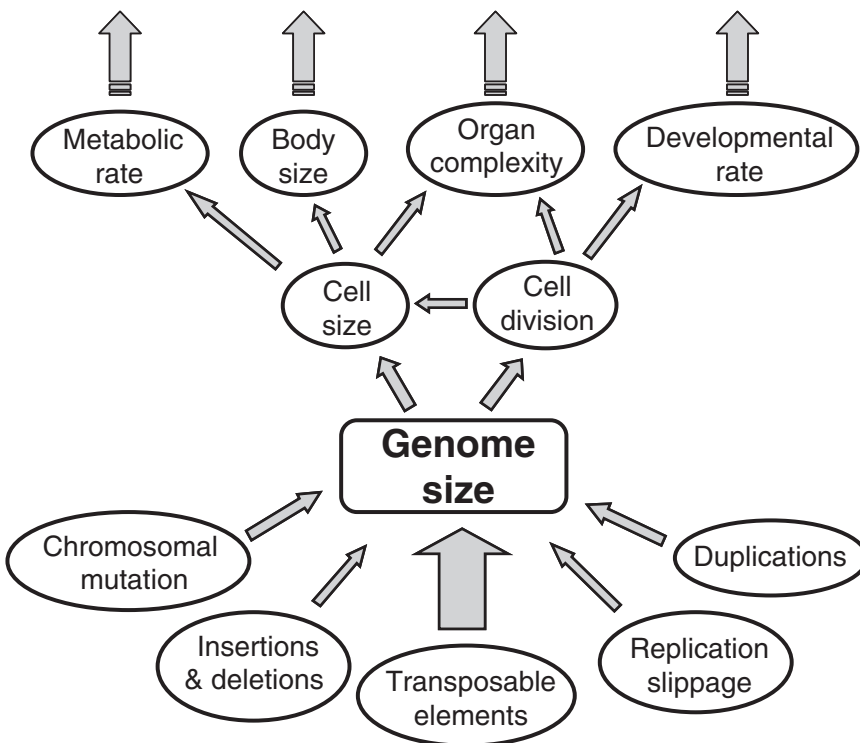 Metabolic
rate
Body
size
Organ
complexity
Developmental
rate
Cell
size
Cell
division
Genome
size
Chromosomal
mutation
Insertions
& deletions
Transposable
elements
Replication
slippage
Duplications